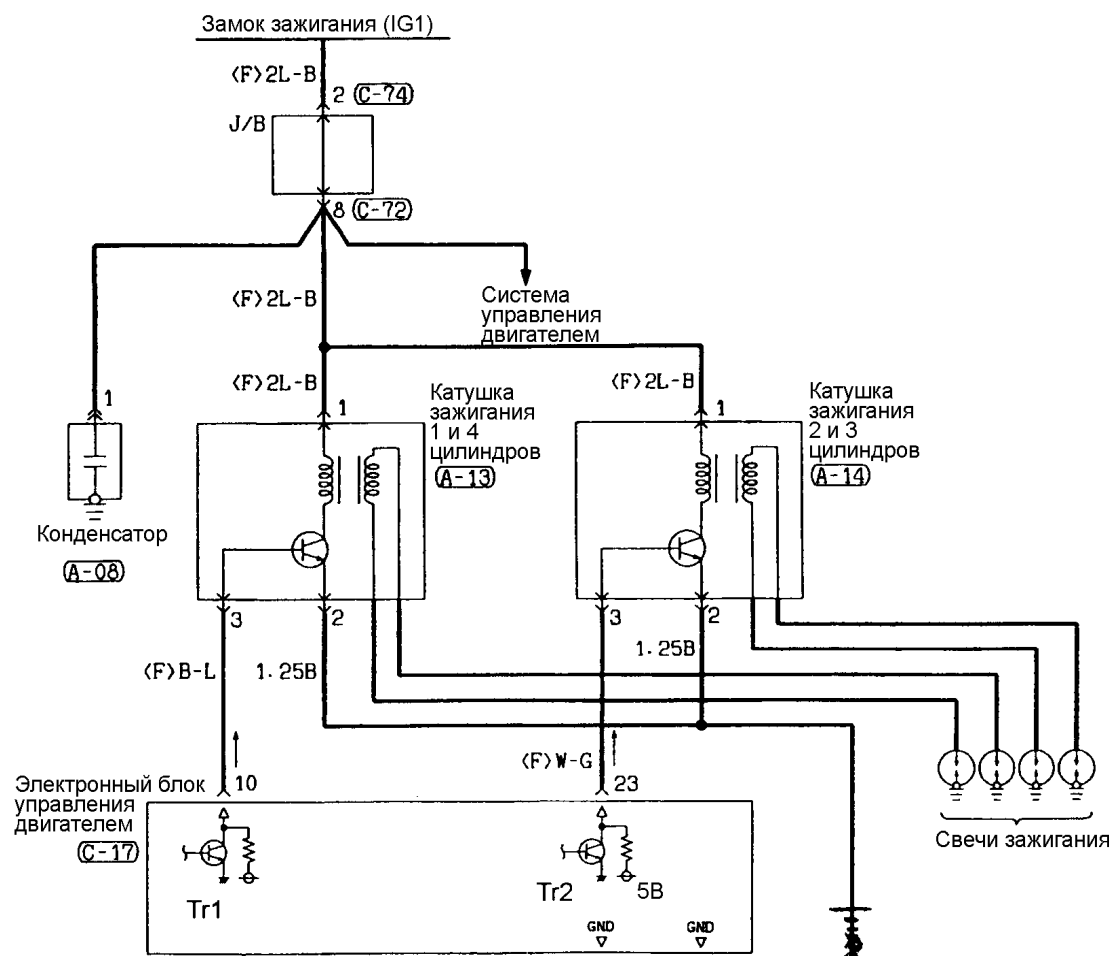 Замок зажигания (IG1)
⟨F⟩2L-B
2 (C-74)
J/B
8 (C-72)
⟨F⟩2L-B
Система
управления
двигателем
⟨F⟩2L-B
1
Катушка
зажигания
1 и 4
цилиндров
(A-13)
⟨F⟩2L-B
1
Катушка
зажигания
2 и 3
цилиндров
(A-14)
1
Конденсатор
(A-08)
3
2
3
2
⟨F⟩B-L
1.25B
1.25B
⟨F⟩W-G
10
23
Электронный блок
управления
двигателем
(C-17)
Свечи зажигания
Tr1
Tr2
5B
GND
GND